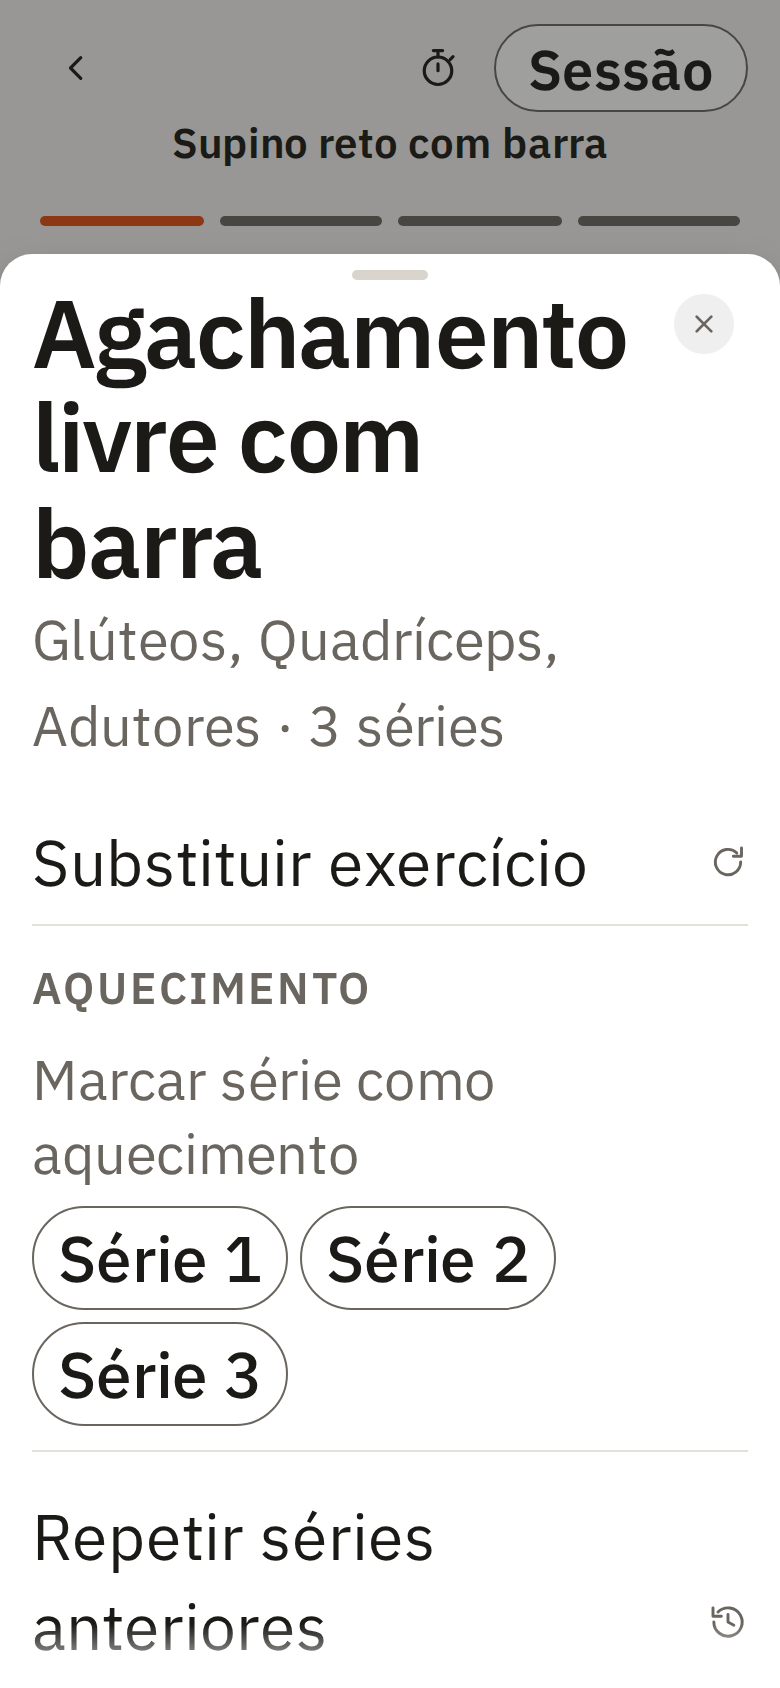 Sessão
Supino reto com barra
Agachamento
livre com
barra
Glúteos, Quadríceps,
Adutores · 3 séries
Substituir exercício
AQUECIMENTO
Marcar série como
aquecimento
Série 1 Série 2
Série 3
Repetir séries
anteriores